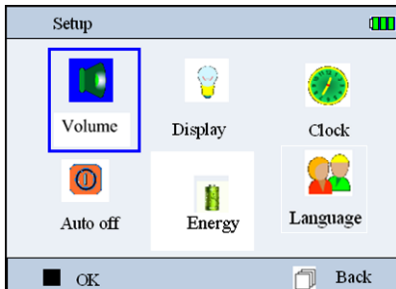 Setup
Volume
Display
Clock
Auto off
Energy
Language
OK
Back